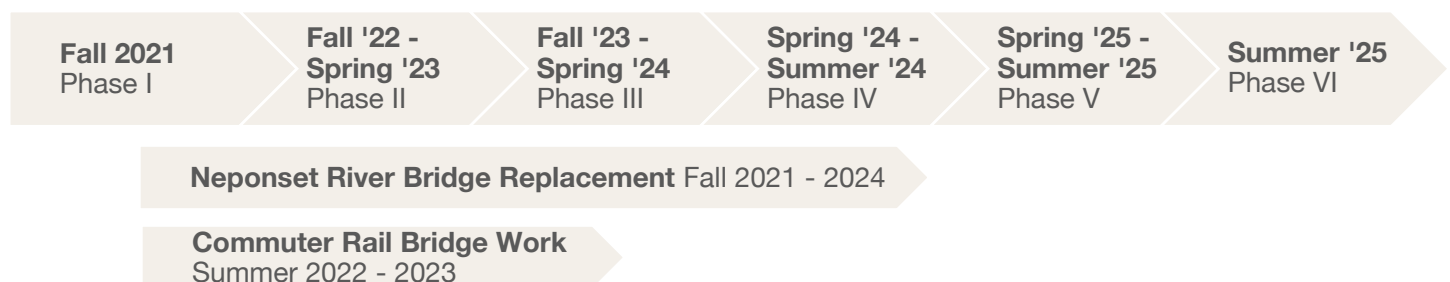 Fall 2021
Phase I
Fall '22 -
Spring '23
Phase II
Fall '23 -
Spring '24
Phase III
Spring '24 -
Summer '24
Phase IV
Spring '25 -
Summer '25
Phase V
Summer '25
Phase VI
Neponset River Bridge Replacement Fall 2021 - 2024
Commuter Rail Bridge Work
Summer 2022 - 2023